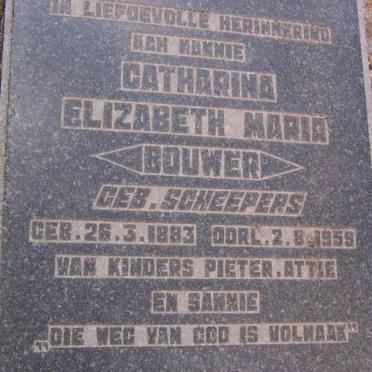 IN LIEFDEVOLLE HERINNERING
AAN MANNIE
CATHARINA
ELIZABETH MARIA
BOUWER
GEB. SCHEEPERS
GEB. 26.3.1883 OORL. 2.8.1959
VAN KINDERS PIETER, ATTIE
EN SANNIE
„DIE WEG VAN GOD IS VOLMAAK"